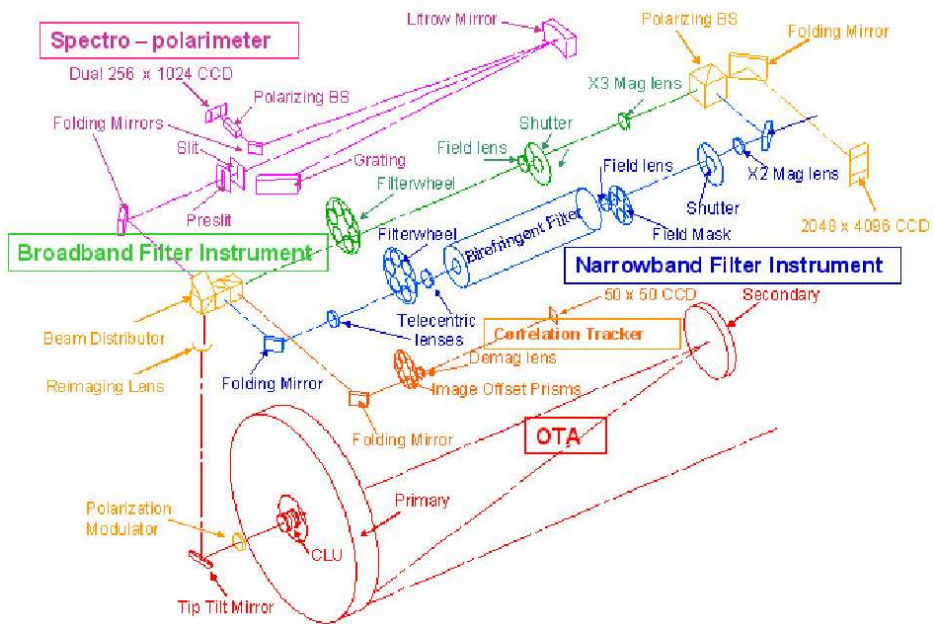 Litrow Mirror
Polarizing BS
Folding Mirror
Spectro – polarimeter
Dual 256 x 1024 CCD
Polarizing BS
X3 Mag lens
Folding Mirrors
Shutter
Slit
Field lens
Grating
Field lens
X2 Mag lens
Filterwheel
Preslit
Shutter
2048 x 4096 CCD
Broadband Filter Instrument
Filterwheel
Birefringent Filter
Field Mask
Narrowband Filter Instrument
50 x 50 CCD
Secondary
Beam Distributor
Telecentric
lenses
Correlation Tracker
Demag lens
Reimaging Lens
Folding Mirror
Image Offset Prisms
Folding Mirror
OTA
Primary
Polarization
Modulator
CLU
Tip Tilt Mirror